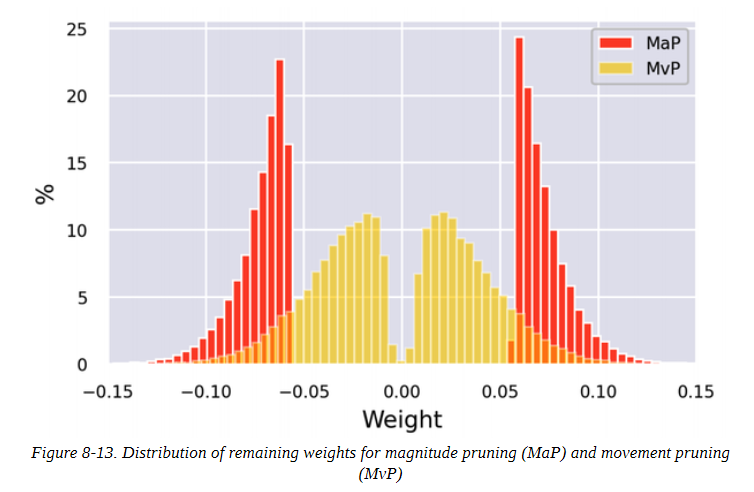 25
20
15
10
5
0
%
MaP
MvP
−0.15
−0.10
−0.05
0.00
0.05
0.10
0.15
Weight
Figure 8-13. Distribution of remaining weights for magnitude pruning (MaP) and movement pruning
(MvP)